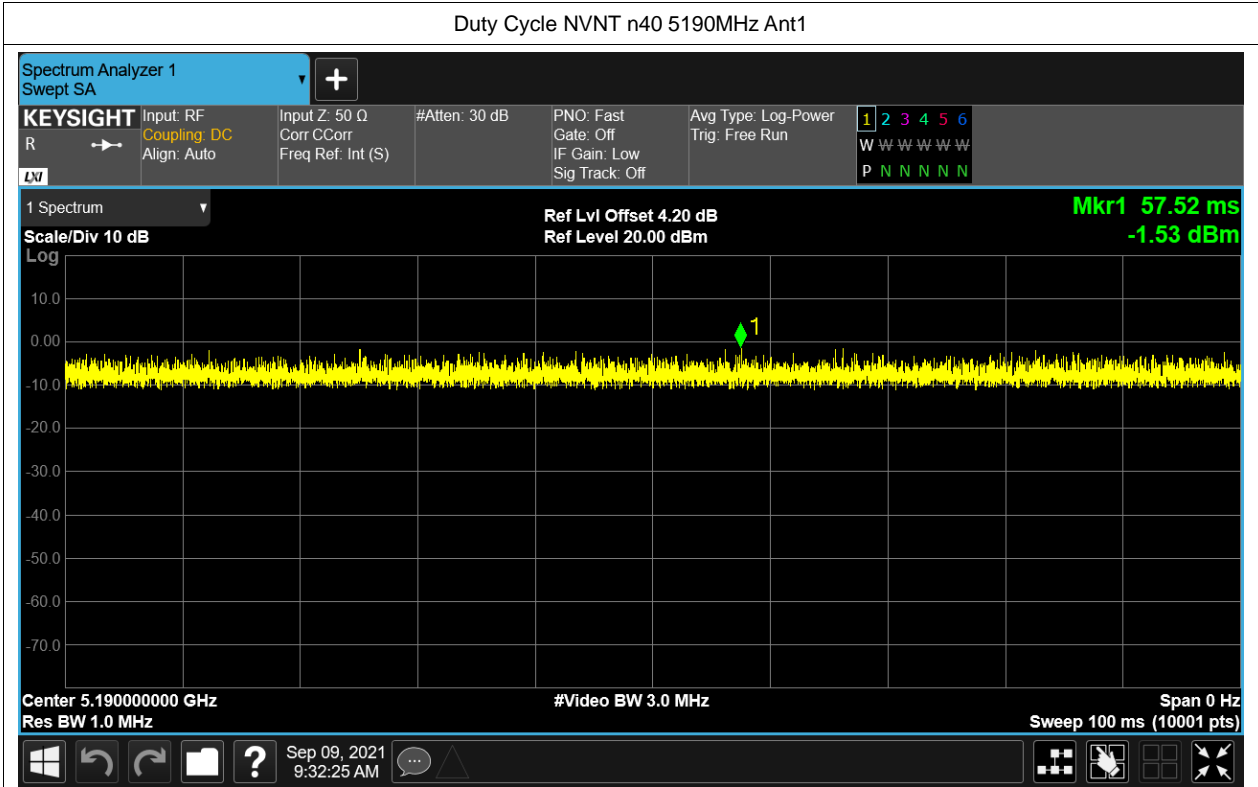 Duty Cycle NVNT n40 5190MHz Ant1
Spectrum Analyzer 1
Swept SA
KEYSIGHT
R
LXI
Input: RF
Coupling: DC
Align: Auto
Input Z: 50 Ω
Corr CCorr
Freq Ref: Int (S)
#Atten: 30 dB
PNO: Fast
Gate: Off
IF Gain: Low
Sig Track: Off
Avg Type: Log-Power
Trig: Free Run
1 2 3 4 5 6
W W W W W W
P N N N N N
1 Spectrum
Scale/Div 10 dB
Ref Lvl Offset 4.20 dB
Ref Level 20.00 dBm
Mkr1 57.52 ms
-1.53 dBm
Log
10.0
0.00
-10.0
-20.0
-30.0
-40.0
-50.0
-60.0
-70.0
1
Center 5.190000000 GHz
Res BW 1.0 MHz
#Video BW 3.0 MHz
Span 0 Hz
Sweep 100 ms (10001 pts)
?
Sep 09, 2021
9:32:25 AM